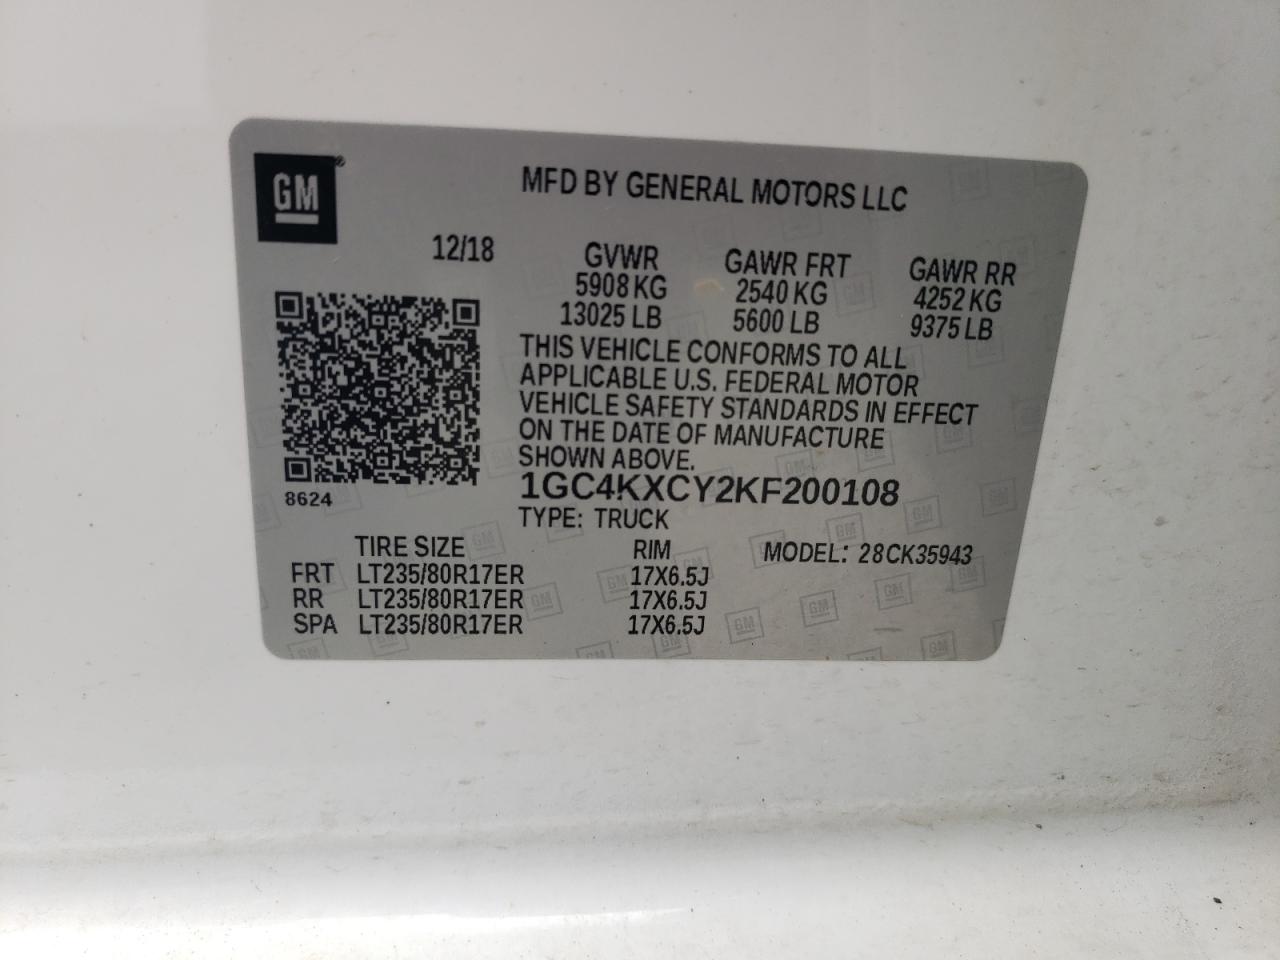 GM®
MFD BY GENERAL MOTORS LLC
12/18
GVWR GAWR FRT GAWR RR
5908 KG 2540 KG 4252 KG
13025 LB 5600 LB 9375 LB
THIS VEHICLE CONFORMS TO ALL
APPLICABLE U.S. FEDERAL MOTOR
VEHICLE SAFETY STANDARDS IN EFFECT
ON THE DATE OF MANUFACTURE
SHOWN ABOVE.
8624
1GC4KXCY2KF200108
TYPE: TRUCK
TIRE SIZE RIM MODEL: 28CK35943
FRT LT235/80R17ER 17X6.5J
RR LT235/80R17ER 17X6.5J
SPA LT235/80R17ER 17X6.5J